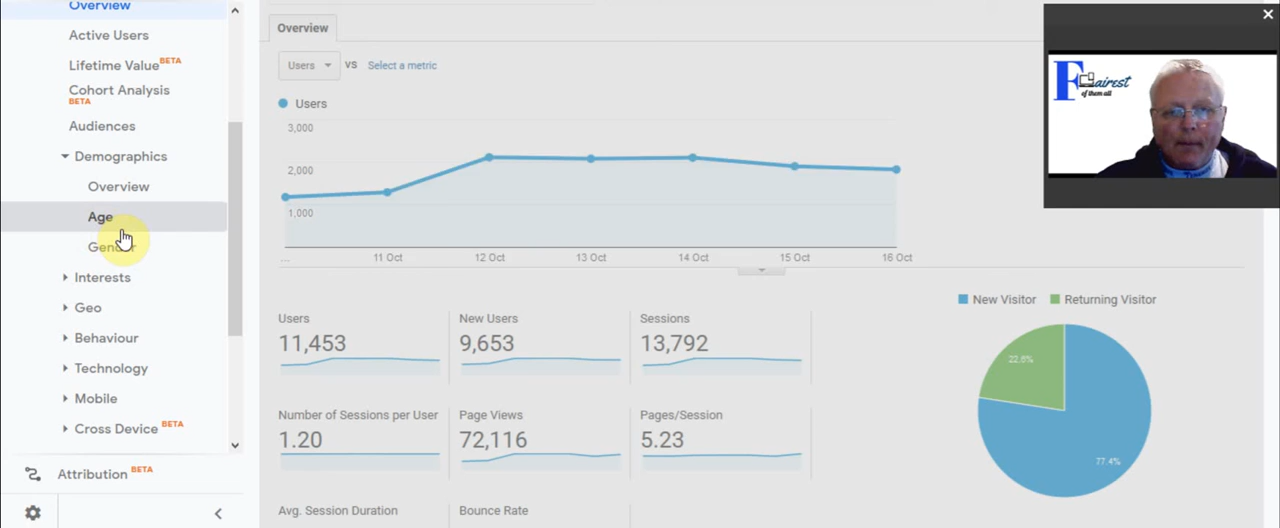 Overview
Active Users
Lifetime Value BETA
Cohort Analysis
BETA
Audiences
Demographics
Overview
Age
Gender
Interests
Geo
Behaviour
Technology
Mobile
Cross Device BETA
Attribution BETA
Overview
Users VS Select a metric
Users
3,000
2,000
1,000
... 11 Oct 12 Oct 13 Oct 14 Oct 15 Oct 16 Oct
Users
11,453
New Users
9,653
Sessions
13,792
Number of Sessions per User
1.20
Page Views
72,116
Pages/Session
5.23
Avg. Session Duration
Bounce Rate
New Visitor Returning Visitor
22.6%
77.4%
Fairest
of them all